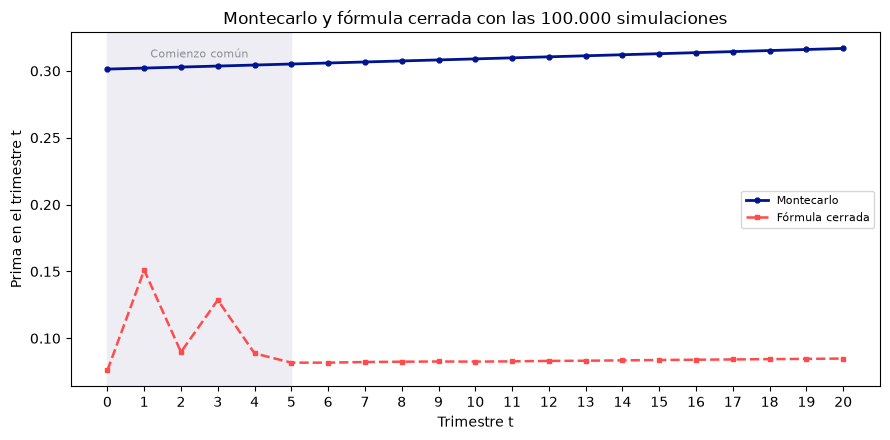 Montecarlo y fórmula cerrada con las 100.000 simulaciones
Comienzo común
0.30
0.25
0.20
0.15
0.10
Prima en el trimestre t
Montecarlo
Fórmula cerrada
0 1 2 3 4 5 6 7 8 9 10 11 12 13 14 15 16 17 18 19 20
Trimestre t